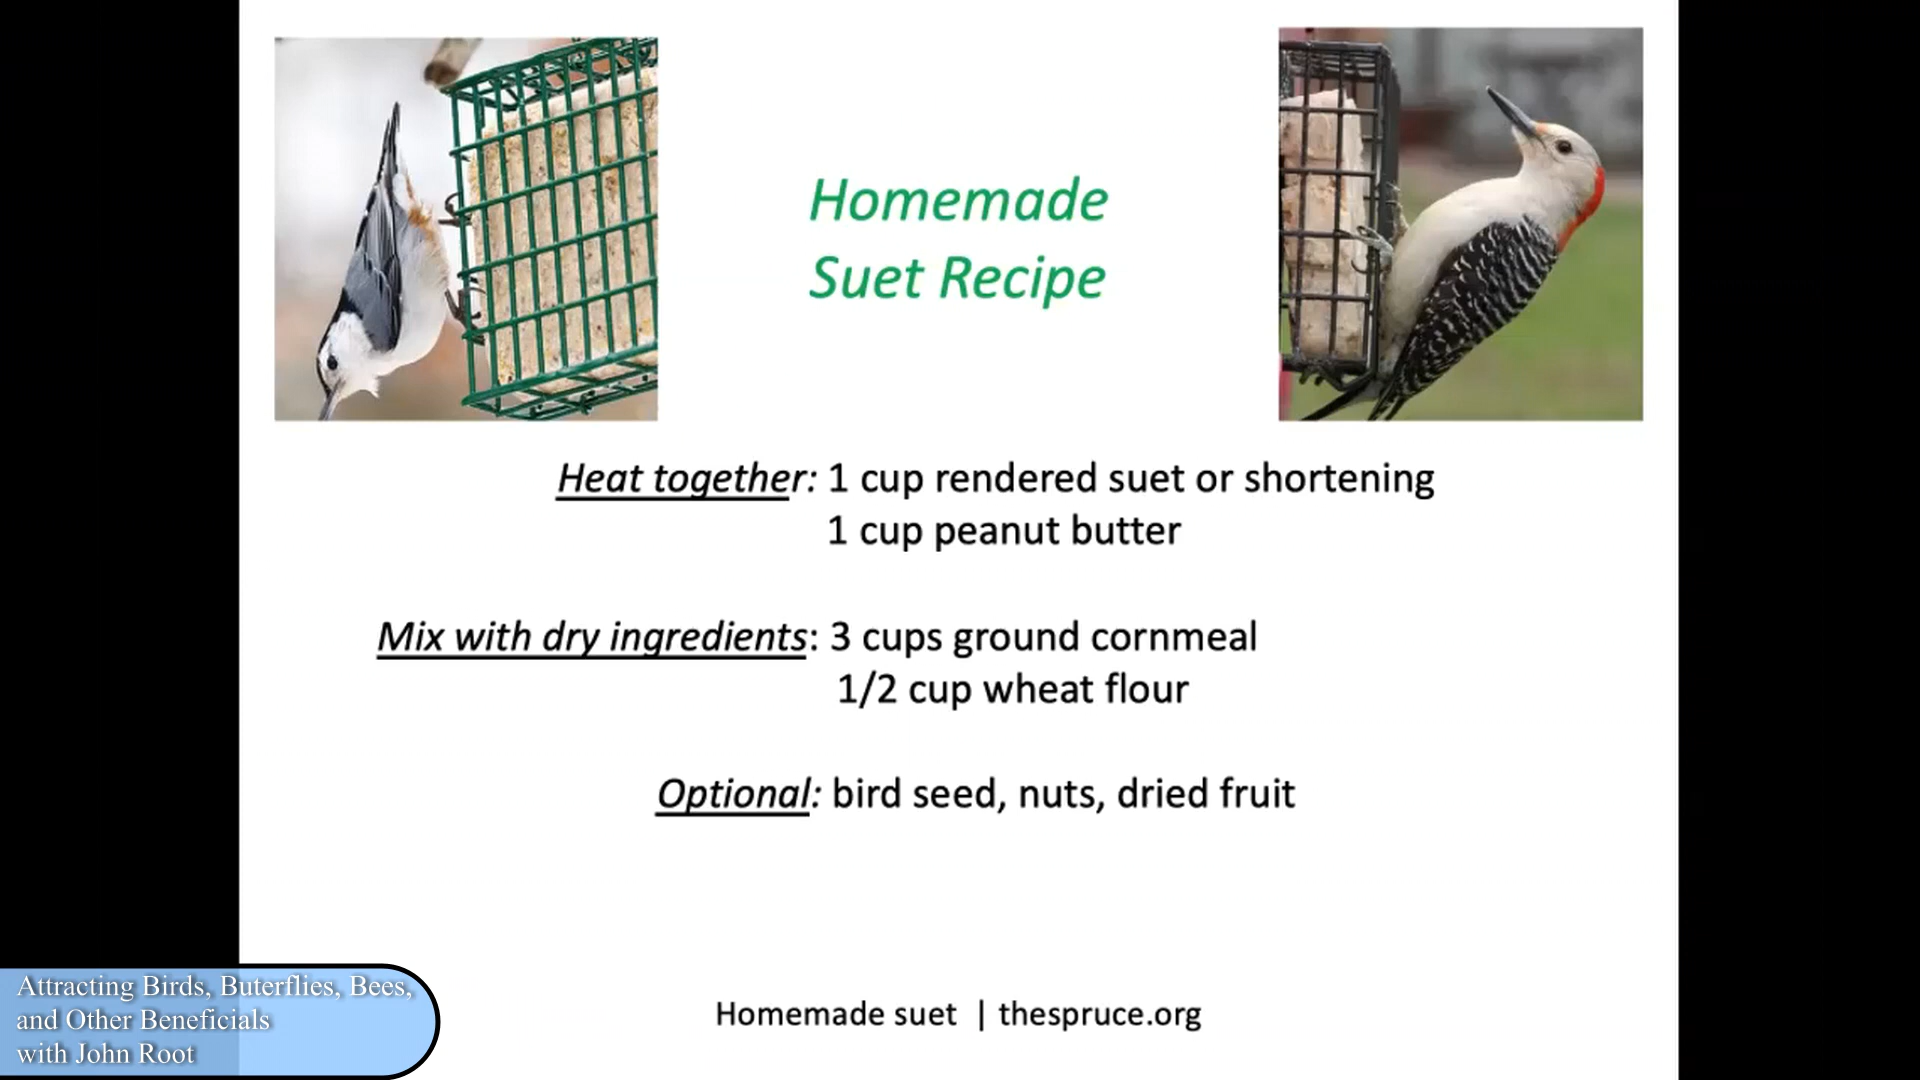 Homemade
Suet Recipe
Heat together: 1 cup rendered suet or shortening
1 cup peanut butter
Mix with dry ingredients: 3 cups ground cornmeal
1/2 cup wheat flour
Optional: bird seed, nuts, dried fruit
Homemade suet | thespruce.org
Attracting Birds, Buterflies, Bees,
and Other Beneficials
with John Root